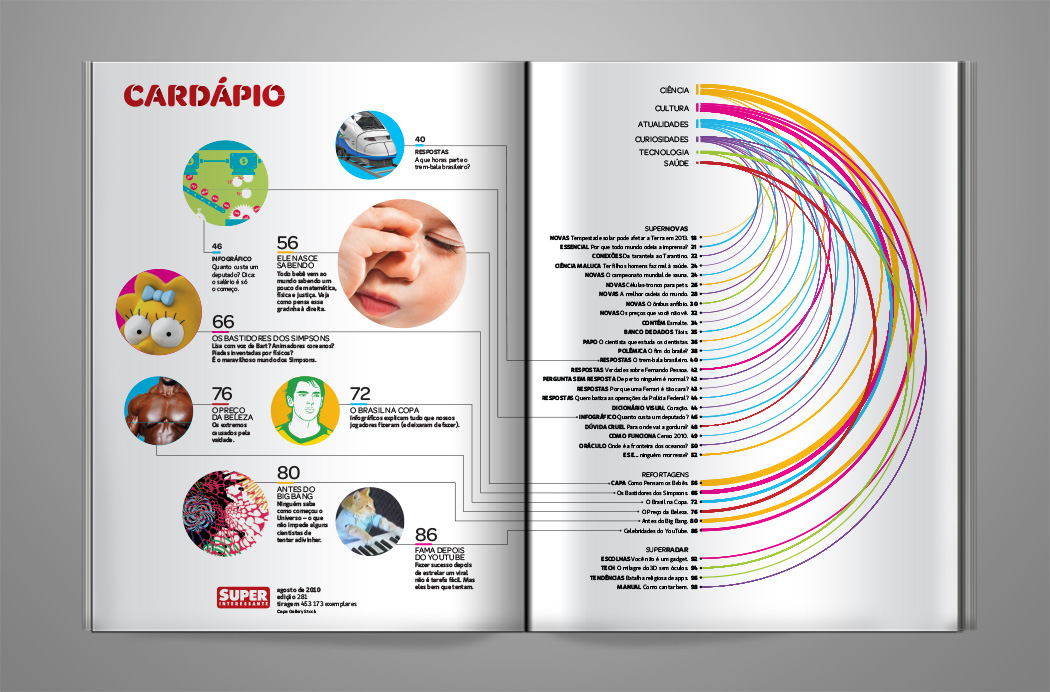 CARDÁPIO
40
RESPOSTAS
A que horas parte o
trem-bala brasileiro?
46
INFOGRÁFICO
Quanto custa um
deputado? Dica:
o salário é só
o começo.
56
ELE NASCE
SABENDO
Todo bebê vem ao
mundo sabendo um
pouco de matemática,
física e justiça. Veja
como pensa essa
gracinha à direita.
66
OS BASTIDORES DOS SIMPSONS
Lisa com voz de Bart? Animadores coreanos?
Piadas inventadas por físicos?
É o maravilhoso mundo dos Simpsons.
76
O PREÇO
DA BELEZA
Os extremos
causados pela
vaidade.
72
O BRASIL NA COPA
Infográficos explicam tudo que nossos
jogadores fizeram (e deixaram de fazer).
80
ANTES DO
BIG BANG
Ninguém sabe
como começou o
Universo – o que
não impede alguns
cientistas de
tentar adivinhar.
86
FAMA DEPOIS
DO YOUTUBE
Fazer sucesso depois
de estrelar um viral
não é tarefa fácil. Mas
eles bem que tentam.
SUPER
INTERESSANTE
agosto de 2010
edição 281
tiragem 453 173 exemplares
Capa Gallery Stock
CIÊNCIA
CULTURA
ATUALIDADES
CURIOSIDADES
TECNOLOGIA
SAÚDE
SUPERNOVAS
NOVAS Tempestade solar pode afetar a Terra em 2013. 18
ESSENCIAL Por que todo mundo odeia a imprensa? 21
CONEXÕES Da tarantela ao Tarantino. 22
CIÊNCIA MALUCA Ter filhos homens faz mal à saúde. 24
NOVAS O campeonato mundial de sauna. 24
NOVAS Células-tronco para pets. 26
NOVAS A melhor cadeia do mundo. 28
NOVAS O ônibus anfíbio. 30
NOVAS Os preços que você não vê. 32
CONTÉM Esmalte. 34
BANCO DE DADOS Tiois. 35
PAPO O cientista que estuda os cientistas. 36
POLÊMICA O fim do braile? 38
RESPOSTAS O trem-bala brasileiro. 40
RESPOSTAS Verdades sobre Fernando Pessoa. 42
PERGUNTA SEM RESPOSTA De perto ninguém é normal? 42
RESPOSTAS Por que uma Ferrari é tão cara? 43
RESPOSTAS Quem batiza as operações da Polícia Federal? 44
DICIONÁRIO VISUAL Coração. 44
INFOGRÁFICO Quanto custa um deputado? 46
DÚVIDA CRUEL Para onde vai a gordura? 48
COMO FUNCIONA Censo 2010. 49
ORÁCULO Onde é a fronteira dos oceanos? 50
E SE... ninguém morresse? 52
REPORTAGENS
CAPA Como Pensam os Bebês. 56
Os Bastidores dos Simpsons. 66
O Brasil na Copa. 72
O Preço da Beleza. 76
Antes do Big Bang. 80
Celebridades do YouTube. 86
SUPERRADAR
ESCOLHAS Você não é um gadget. 92
TECH O milagre do 3D sem óculos. 94
TENDÊNCIAS Batalha religiosa de apps. 96
MANUAL Como cantar bem. 98